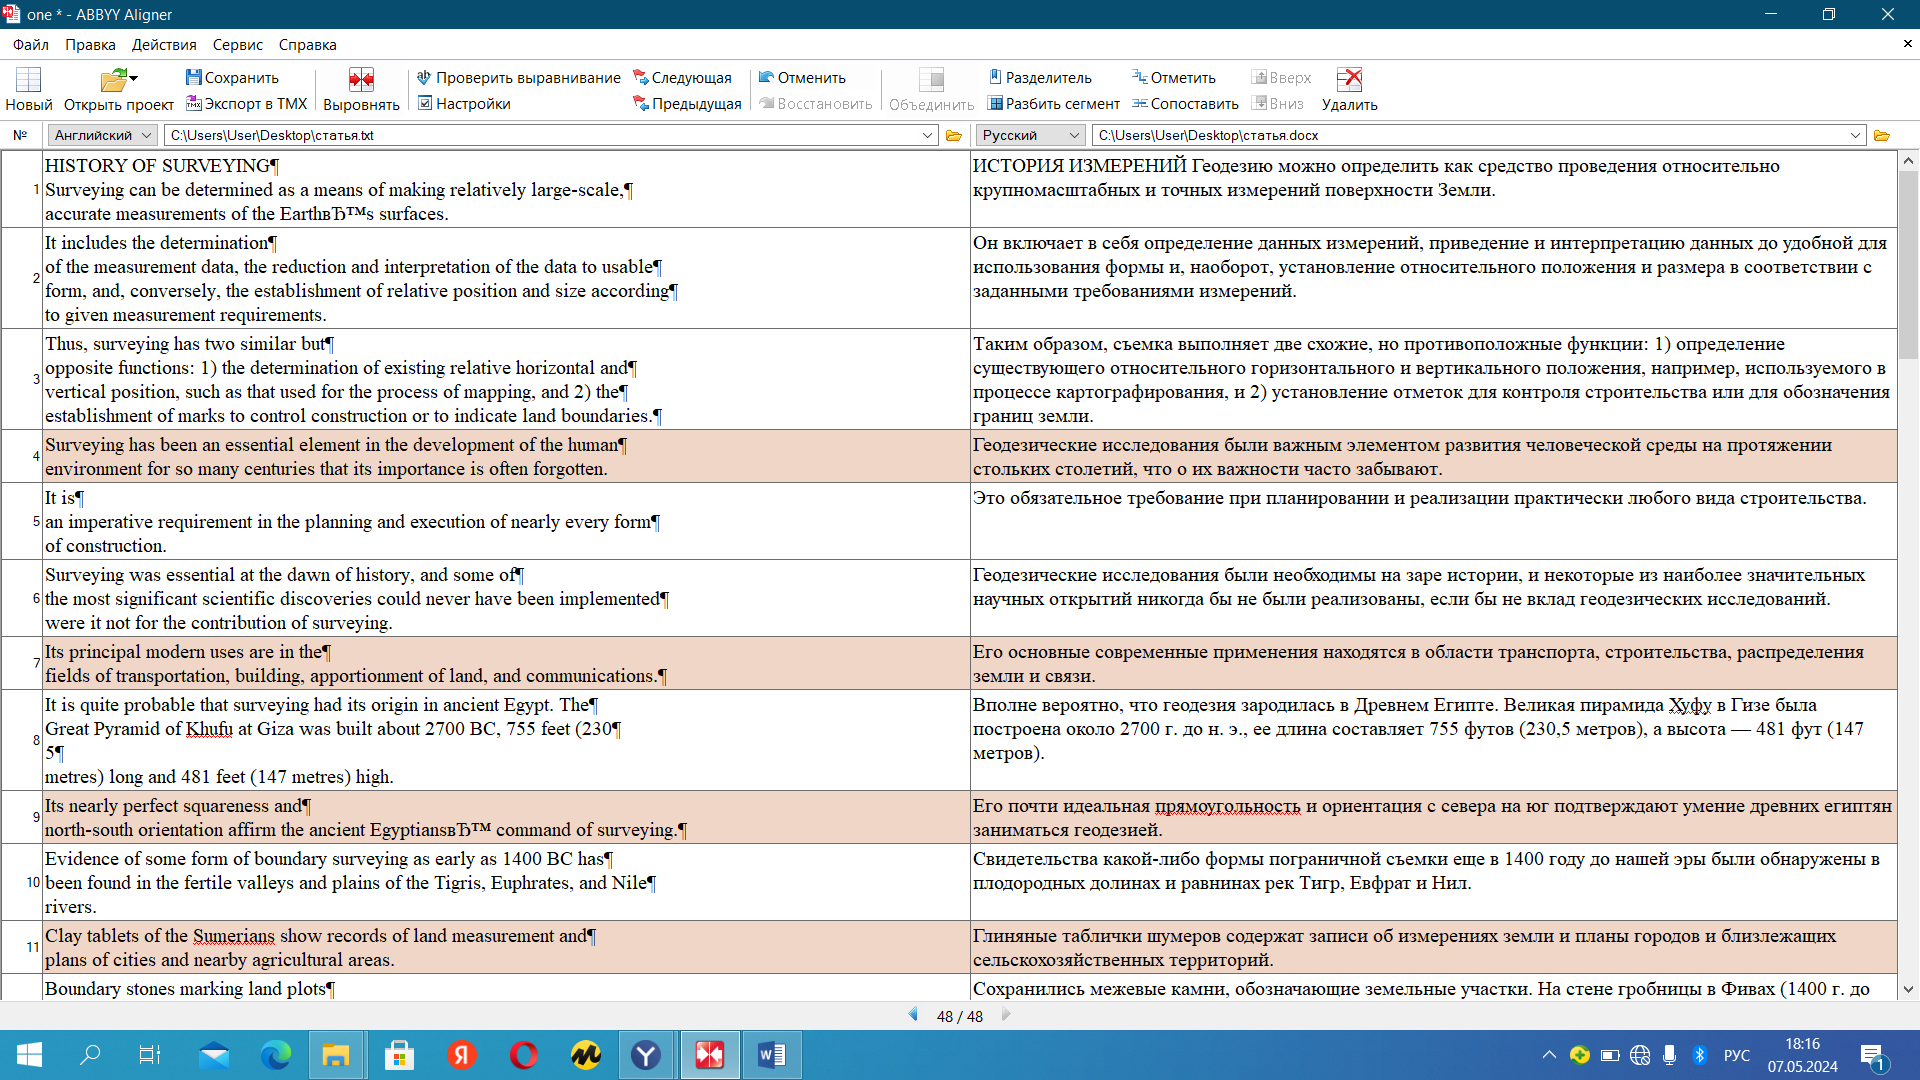 one * - ABBYY Aligner
Файл Правка Действия Сервис Справка
Новый
Открыть проект
Сохранить
Экспорт в ТМХ
Выровнять
Проверить выравнивание
Настройки
Следующая
Предыдущая
Отменить
Восстановить
Объединить
Разделитель
Разбить сегмент
Отметить
Сопоставить
Вверх
Вниз
Удалить
№ Английский C:\Users\User\Desktop\статья.txt Русский C:\Users\User\Desktop\статья.docx
1
HISTORY OF SURVEYING¶
Surveying can be determined as a means of making relatively large-scale,¶
accurate measurements of the EarthвЂ™s surfaces.
ИСТОРИЯ ИЗМЕРЕНИЙ Геодезию можно определить как средство проведения относительно
крупномасштабных и точных измерений поверхности Земли.
2
It includes the determination¶
of the measurement data, the reduction and interpretation of the data to usable¶
form, and, conversely, the establishment of relative position and size according¶
to given measurement requirements.
Он включает в себя определение данных измерений, приведение и интерпретацию данных до удобной для
использования формы и, наоборот, установление относительного положения и размера в соответствии с
заданными требованиями измерений.
3
Thus, surveying has two similar but¶
opposite functions: 1) the determination of existing relative horizontal and¶
vertical position, such as that used for the process of mapping, and 2) the¶
establishment of marks to control construction or to indicate land boundaries.¶
Таким образом, съемка выполняет две схожие, но противоположные функции: 1) определение
существующего относительного горизонтального и вертикального положения, например, используемого в
процессе картографирования, и 2) установление отметок для контроля строительства или для обозначения
границ земли.
4
Surveying has been an essential element in the development of the human¶
environment for so many centuries that its importance is often forgotten.
Геодезические исследования были важным элементом развития человеческой среды на протяжении
стольких столетий, что о их важности часто забывают.
5
It is¶
an imperative requirement in the planning and execution of nearly every form¶
of construction.
Это обязательное требование при планировании и реализации практически любого вида строительства.
6
Surveying was essential at the dawn of history, and some of¶
the most significant scientific discoveries could never have been implemented¶
were it not for the contribution of surveying.
Геодезические исследования были необходимы на заре истории, и некоторые из наиболее значительных
научных открытий никогда бы не были реализованы, если бы не вклад геодезических исследований.
7
Its principal modern uses are in the¶
fields of transportation, building, apportionment of land, and communications.¶
Его основные современные применения находятся в области транспорта, строительства, распределения
земли и связи.
8
It is quite probable that surveying had its origin in ancient Egypt. The¶
Great Pyramid of Khufu at Giza was built about 2700 BC, 755 feet (230¶
5¶
metres) long and 481 feet (147 metres) high.
Вполне вероятно, что геодезия зародилась в Древнем Египте. Великая пирамида Хуфу в Гизе была
построена около 2700 г. до н. э., ее длина составляет 755 футов (230,5 метров), а высота — 481 фут (147
метров).
9
Its nearly perfect squareness and¶
north-south orientation affirm the ancient EgyptiansвЂ™ command of surveying.¶
Его почти идеальная прямоугольность и ориентация с севера на юг подтверждают умение древних египтян
заниматься геодезией.
10
Evidence of some form of boundary surveying as early as 1400 BC has¶
been found in the fertile valleys and plains of the Tigris, Euphrates, and Nile¶
rivers.
Свидетельства какой-либо формы пограничной съемки еще в 1400 году до нашей эры были обнаружены в
плодородных долинах и равнинах рек Тигр, Евфрат и Нил.
11
Clay tablets of the Sumerians show records of land measurement and¶
plans of cities and nearby agricultural areas.
Глиняные таблички шумеров содержат записи об измерениях земли и планы городов и близлежащих
сельскохозяйственных территорий.
Boundary stones marking land plots¶
Сохранились межевые камни, обозначающие земельные участки. На стене гробницы в Фивах (1400 г. до
48 / 48
РУС
18:16
07.05.2024
1